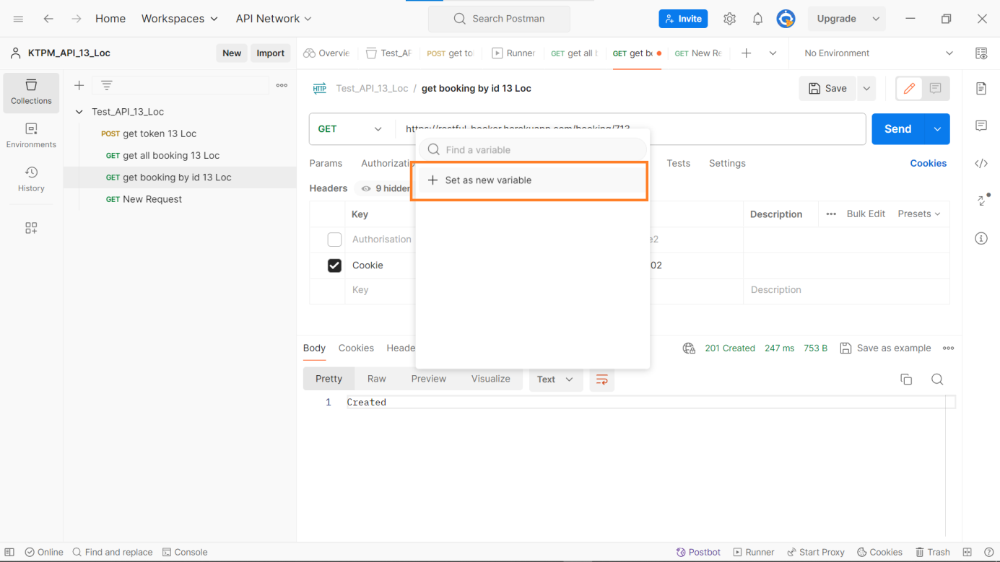 Home Workspaces API Network Search Postman Invite Upgrade
KTPM_API_13_Loc New Import Overvie Test_AP POST get to Runner GET get all b GET get bo GET New Re No Environment
Collections
Environments
History
Test_API_13_Loc
POST get token 13 Loc
GET get all booking 13 Loc
GET get booking by id 13 Loc
GET New Request
HTTP Test_API_13_Loc / get booking by id 13 Loc Save
GET https://restful-booker.herokuapp.com/booking/713 Send
Find a variable
Set as new variable
Params Authorizatio Tests Settings Cookies
Headers 9 hidden
Key Description Bulk Edit Presets
Authorisation e2
Cookie 02
Key Description
Body Cookies Heade 201 Created 247 ms 753 B Save as example
Pretty Raw Preview Visualize Text
1 Created
Online Find and replace Console Postbot Runner Start Proxy Cookies Trash